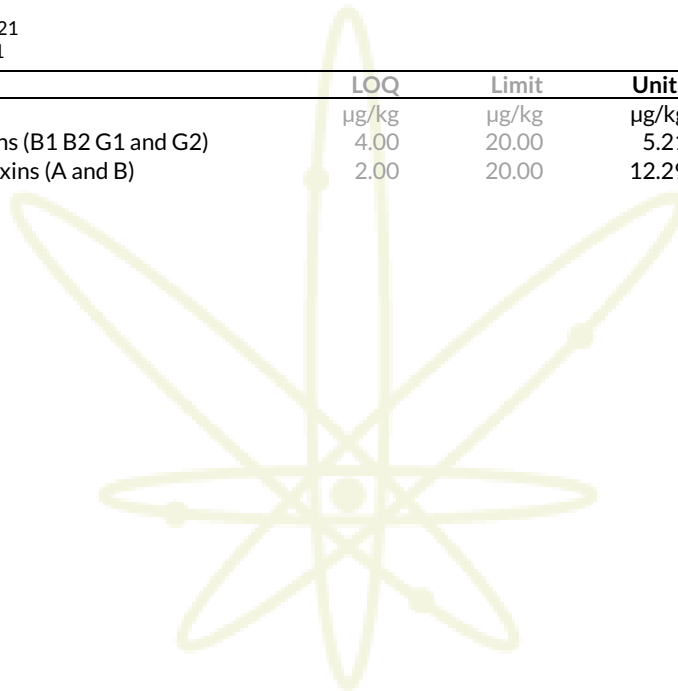 21
1
LOQ Limit Unit
µg/kg µg/kg µg/kg
ns (B1 B2 G1 and G2) 4.00 20.00 5.21
xins (A and B) 2.00 20.00 12.29